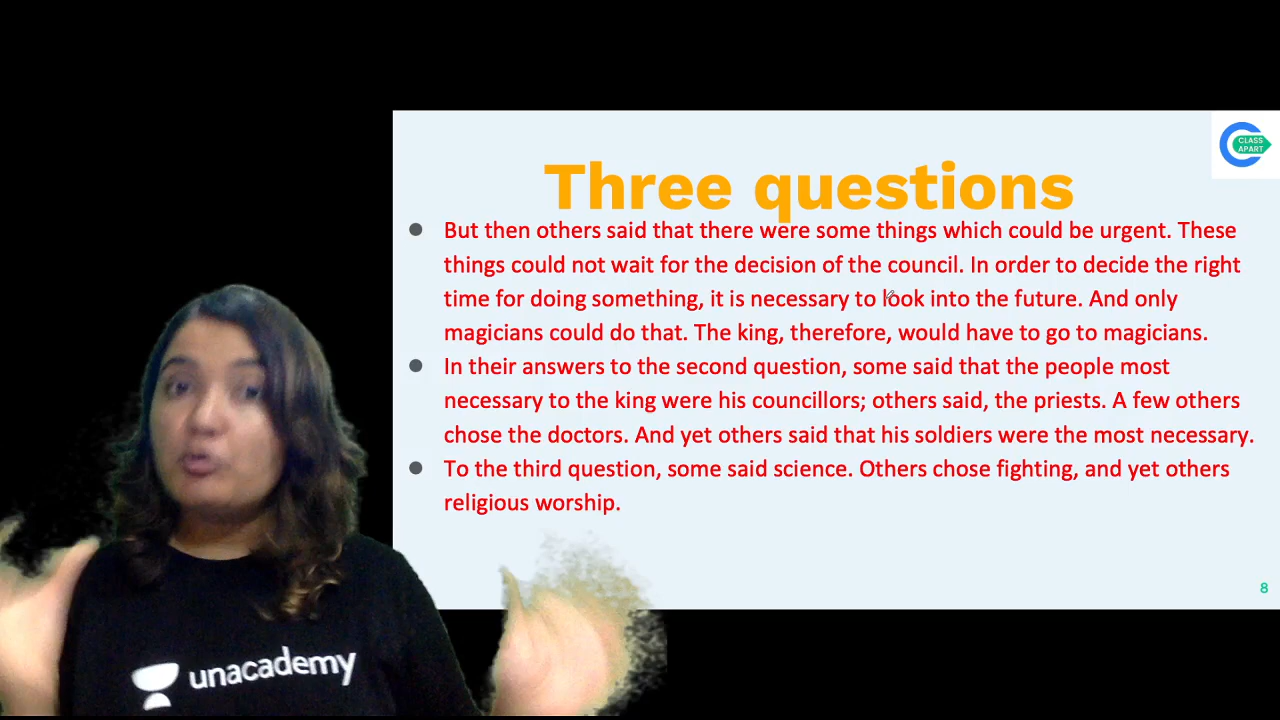 Three questions
CLASS
APART
But then others said that there were some things which could be urgent. These
things could not wait for the decision of the council. In order to decide the right
time for doing something, it is necessary to look into the future. And only
magicians could do that. The king, therefore, would have to go to magicians.
In their answers to the second question, some said that the people most
necessary to the king were his councillors; others said, the priests. A few others
chose the doctors. And yet others said that his soldiers were the most necessary.
To the third question, some said science. Others chose fighting, and yet others
religious worship.
8
unacademy